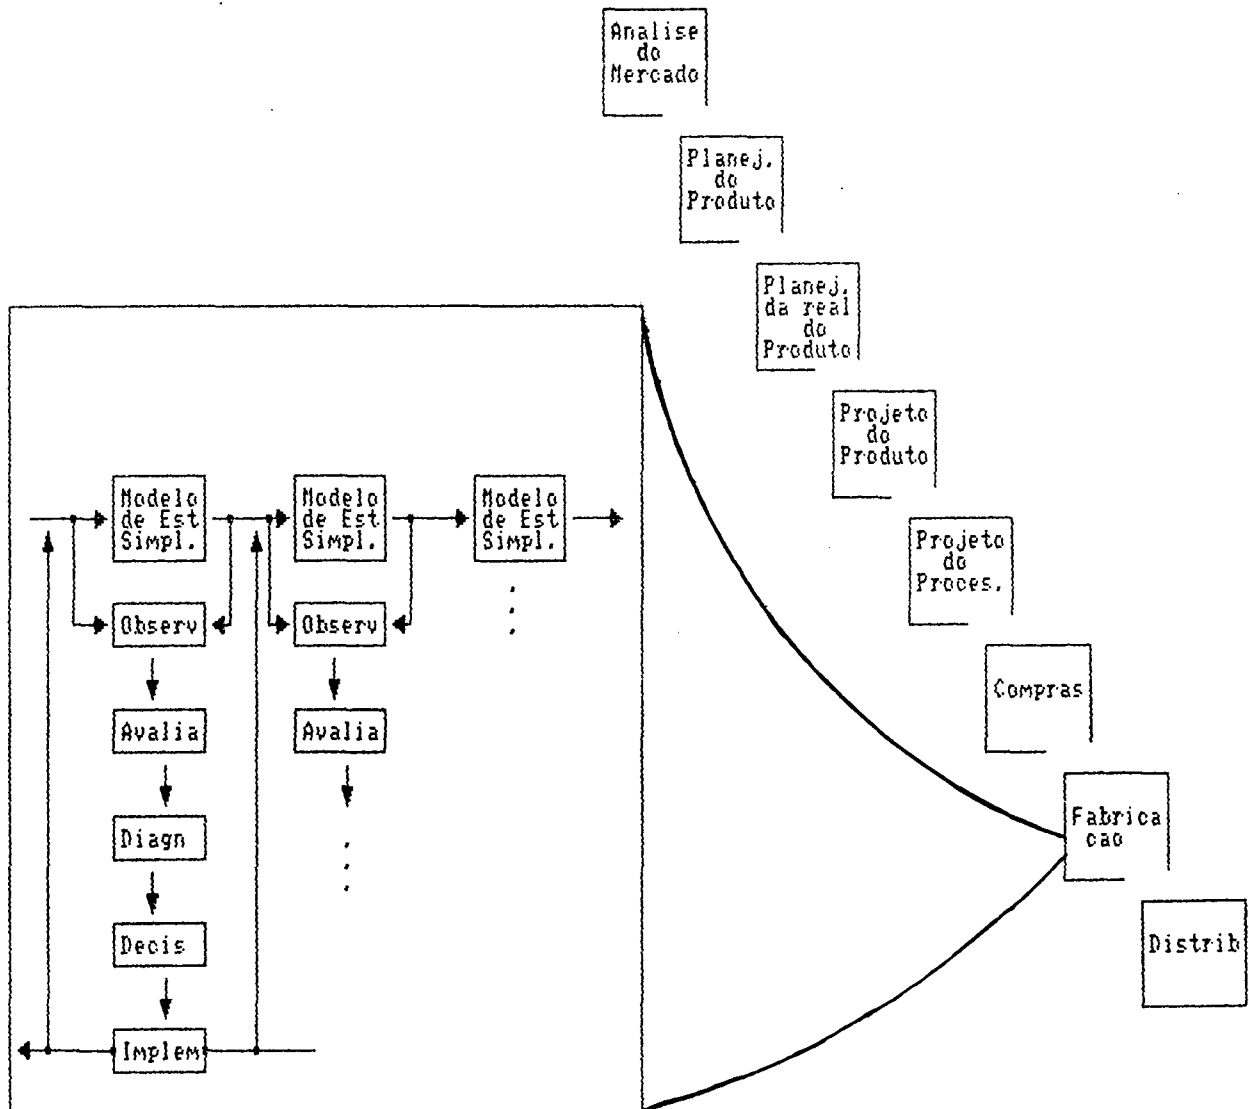 Analise
do
Mercado
Planej.
do
Produto
Planej.
da real
do
Produto
Projeto
do
Produto
Projeto
do
Proces.
Compras
Fabrica
cao
Distrib
Modelo
de Est
Simpl.
Modelo
de Est
Simpl.
Modelo
de Est
Simpl.
Observ
Observ
Avalia
Avalia
Diagn
Decis
Implem